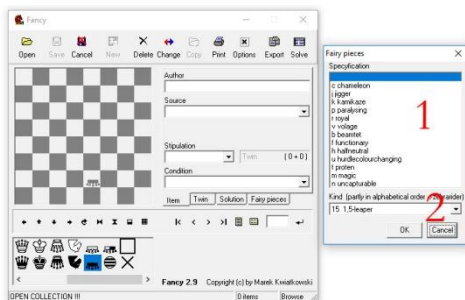 Fancy
Open Save Cancel New Delete Change Copy Print Options Export Solve
Author
Source
Stipulation
Twin (0+0)
Condition
Item Twin Solution Fairy pieces
Fancy 2.9 Copyright (c) by Marek Kwiatkowski
OPEN COLLECTION !!! 0 items Browse
Fairy pieces
Specyfication
c chameleon
j jigger
k kamikaze
p paralysing
r royal
v volage
b beamtet
f functionary
h halfneutral
u hurdlecolourchanging
t protein
m magic
n uncapturable
1
Kind (partly in alphabetical order
2
15 1,5-leaper
OK Cancel